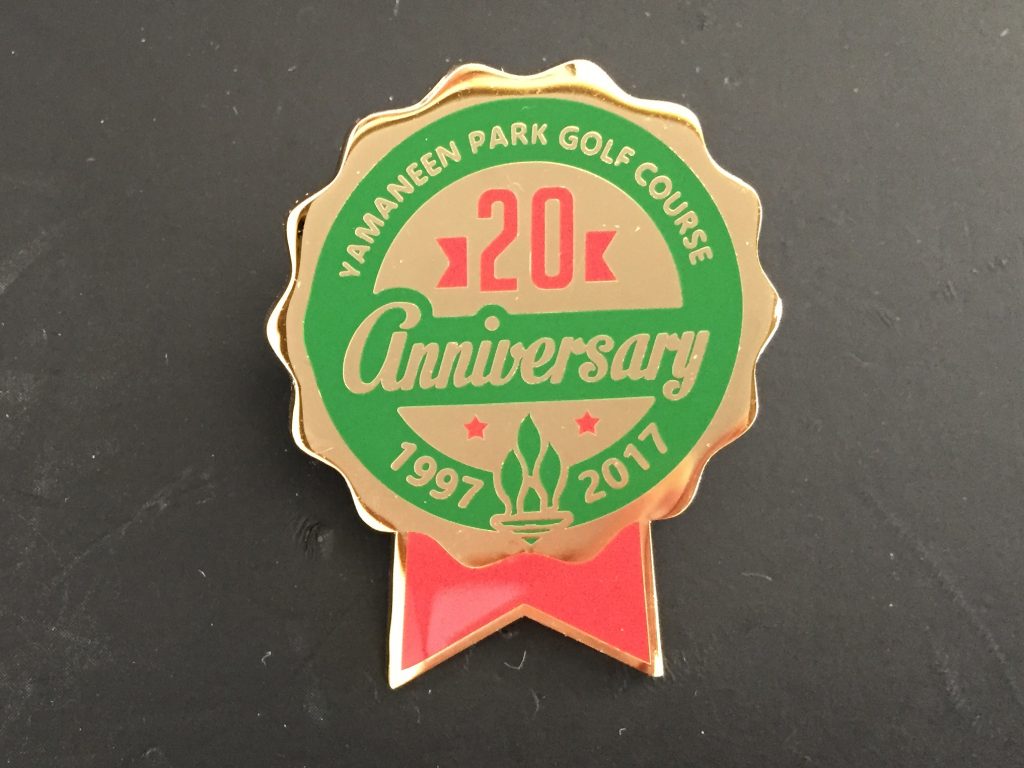 YAMANEEN PARK GOLF COURSE
20
Anniversary
1997 2017